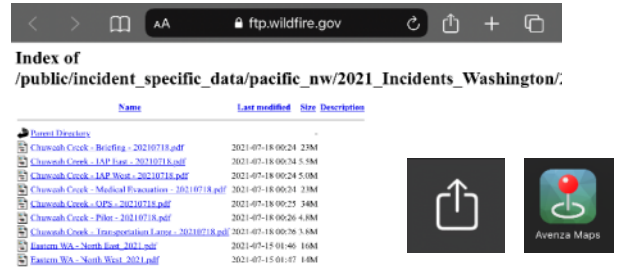 AA ftp.wildfire.gov
Index of
/public/incident_specific_data/pacific_nw/2021_Incidents_Washington/
Name Last modified Size Description
Parent Directory -
Chuweah Creek - Briefing - 20210718.pdf 2021-07-18 00:24 23M
Chuweah Creek - IAP East - 20210718.pdf 2021-07-18 00:24 5.5M
Chuweah Creek - IAP West - 20210718.pdf 2021-07-18 00:24 5.0M
Chuweah Creek - Medical Evacuation - 20210718.pdf 2021-07-18 00:24 23M
Chuweah Creek - OPS - 20210718.pdf 2021-07-18 00:25 34M
Chuweah Creek - Pilot - 20210718.pdf 2021-07-18 00:26 4.8M
Chuweah Creek - Transportation Large - 20210718.pdf 2021-07-18 00:26 3.6M
Eastern WA - North East_2021.pdf 2021-07-15 01:46 16M
Eastern WA - North West_2021.pdf 2021-07-15 01:47 14M
Avenza Maps